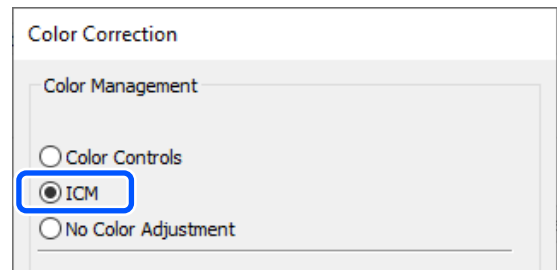 Color Correction
Color Management
Color Controls
ICM
No Color Adjustment